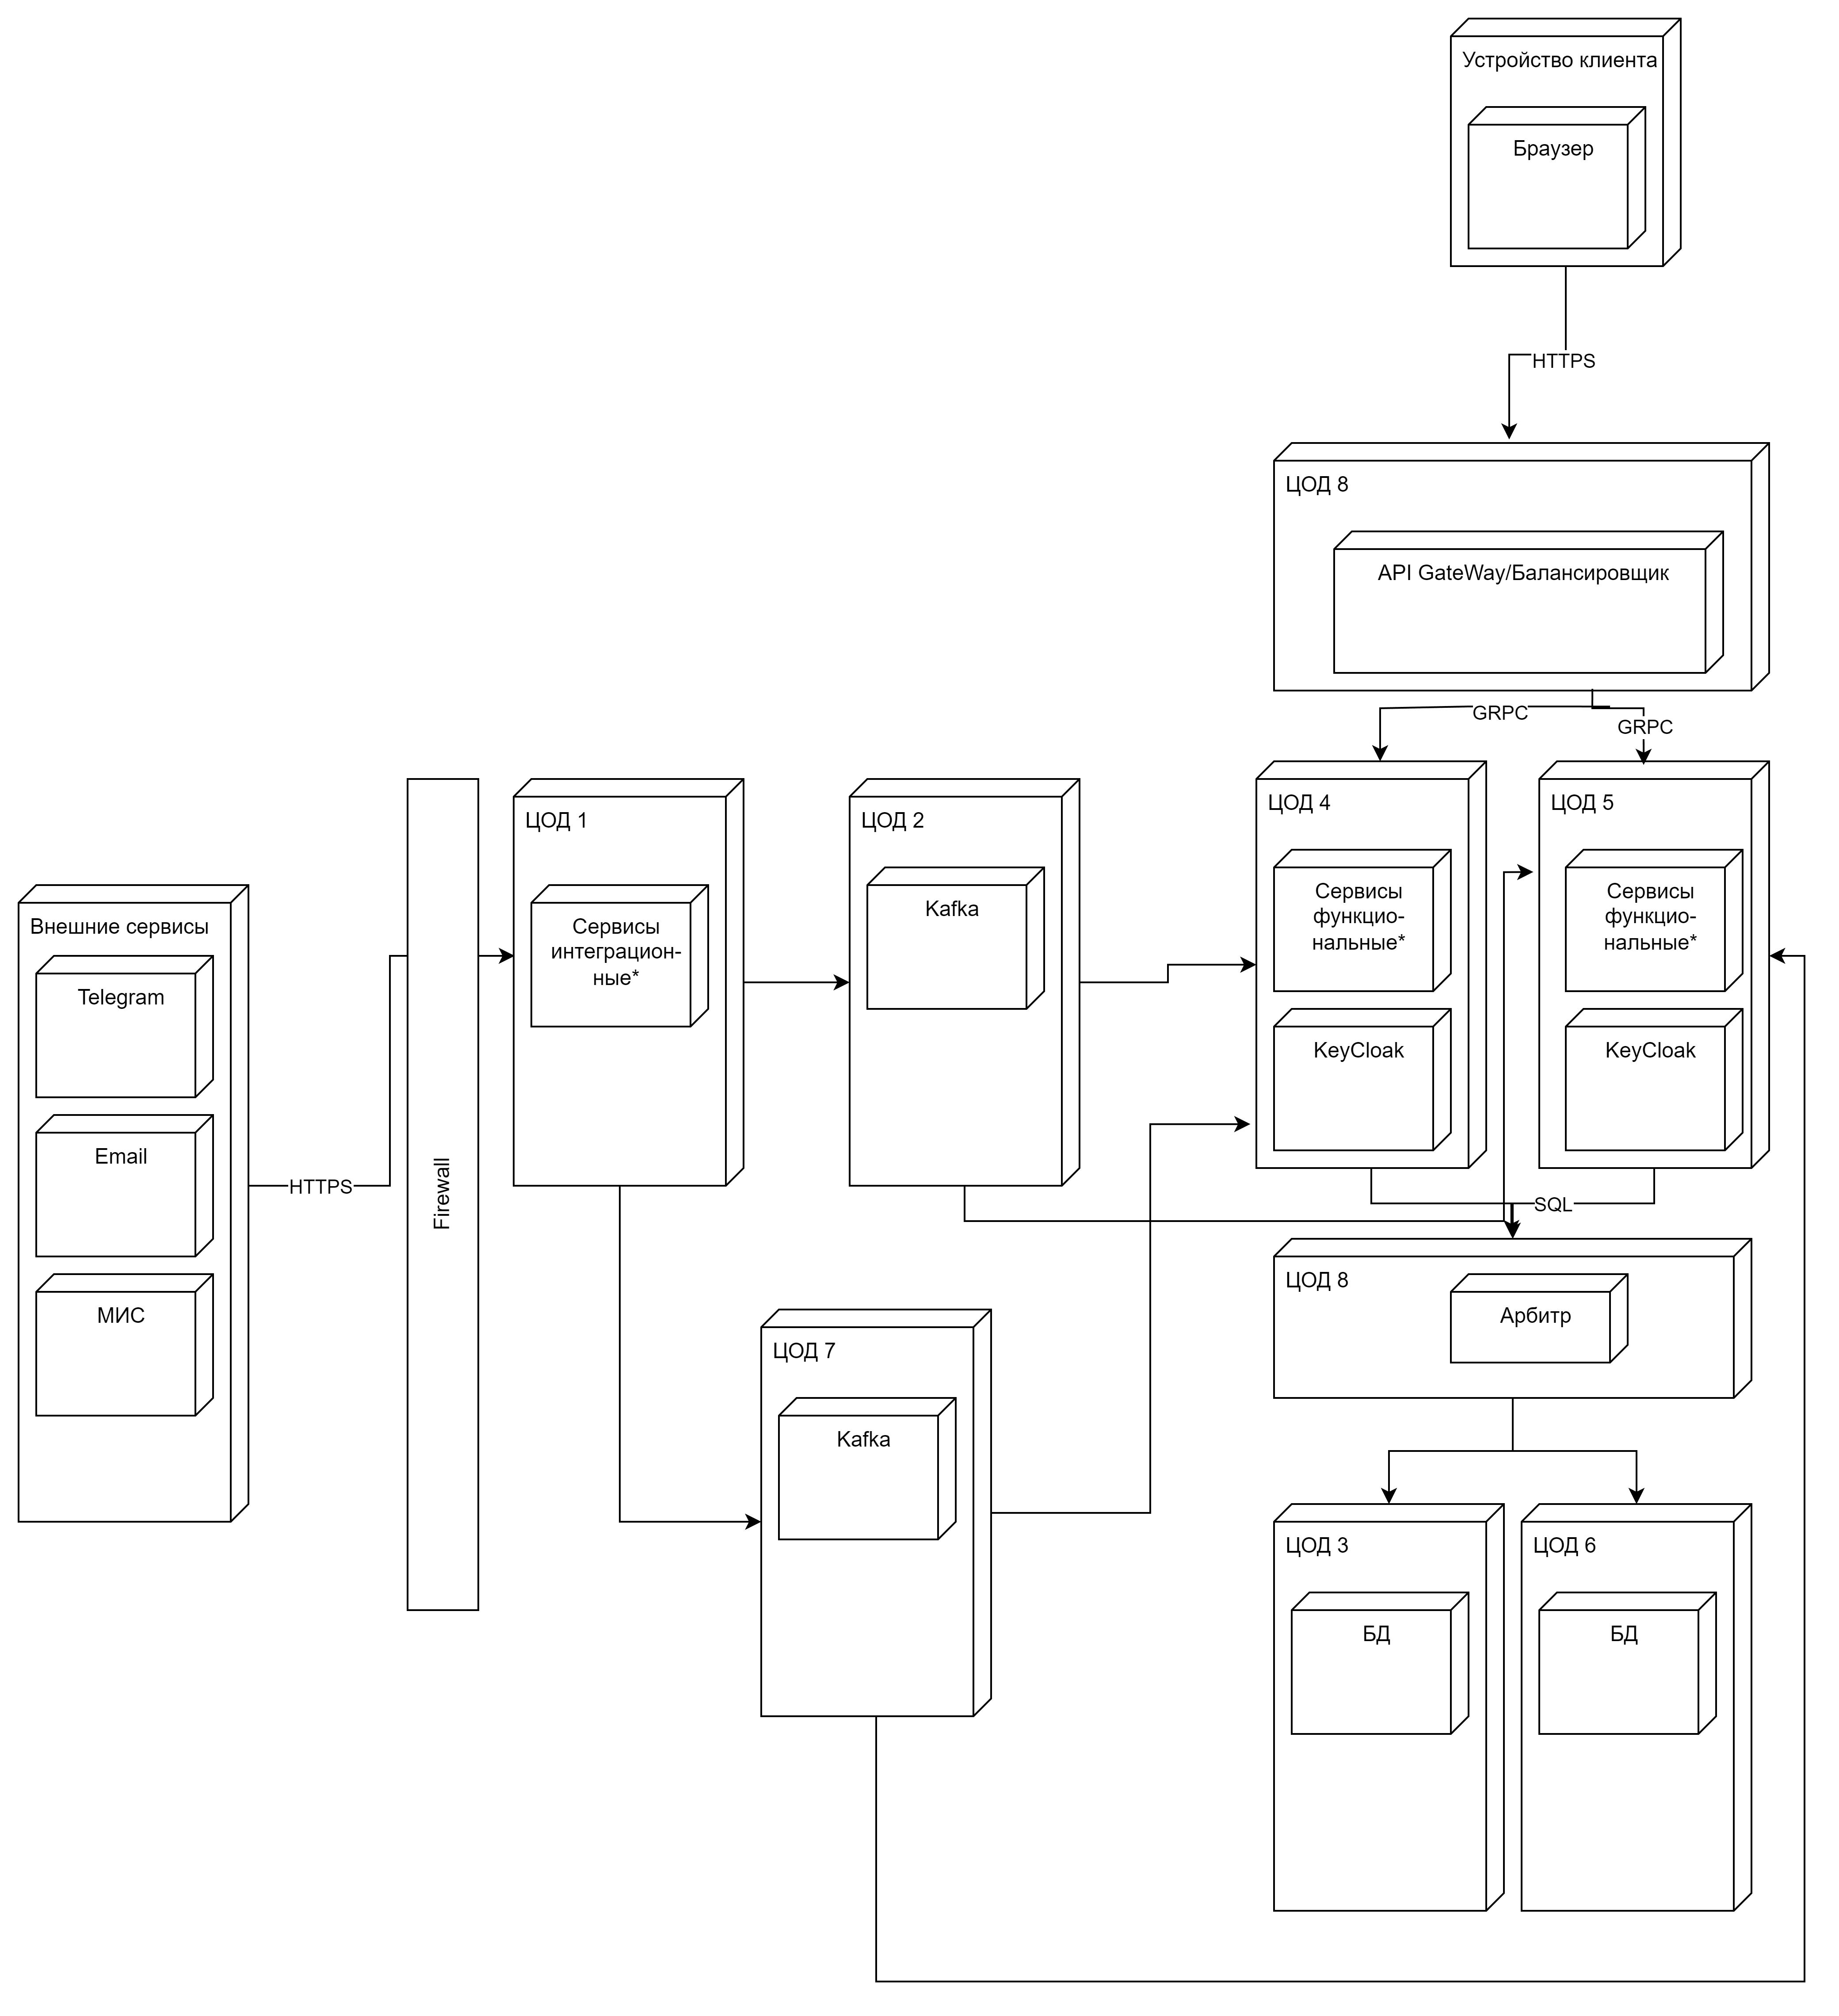 Устройство клиента
Браузер
HTTPS
ЦОД 8
API GateWay/Балансировщик
GRPC
GRPC
ЦОД 4
Сервисы
функцио-
нальные*
KeyCloak
ЦОД 5
Сервисы
функцио-
нальные*
KeyCloak
ЦОД 1
Сервисы
интеграцион-
ные*
ЦОД 2
Kafka
Внешние сервисы
Telegram
Email
МИС
HTTPS
Firewall
SQL
ЦОД 8
Арбитр
ЦОД 7
Kafka
ЦОД 3
БД
ЦОД 6
БД